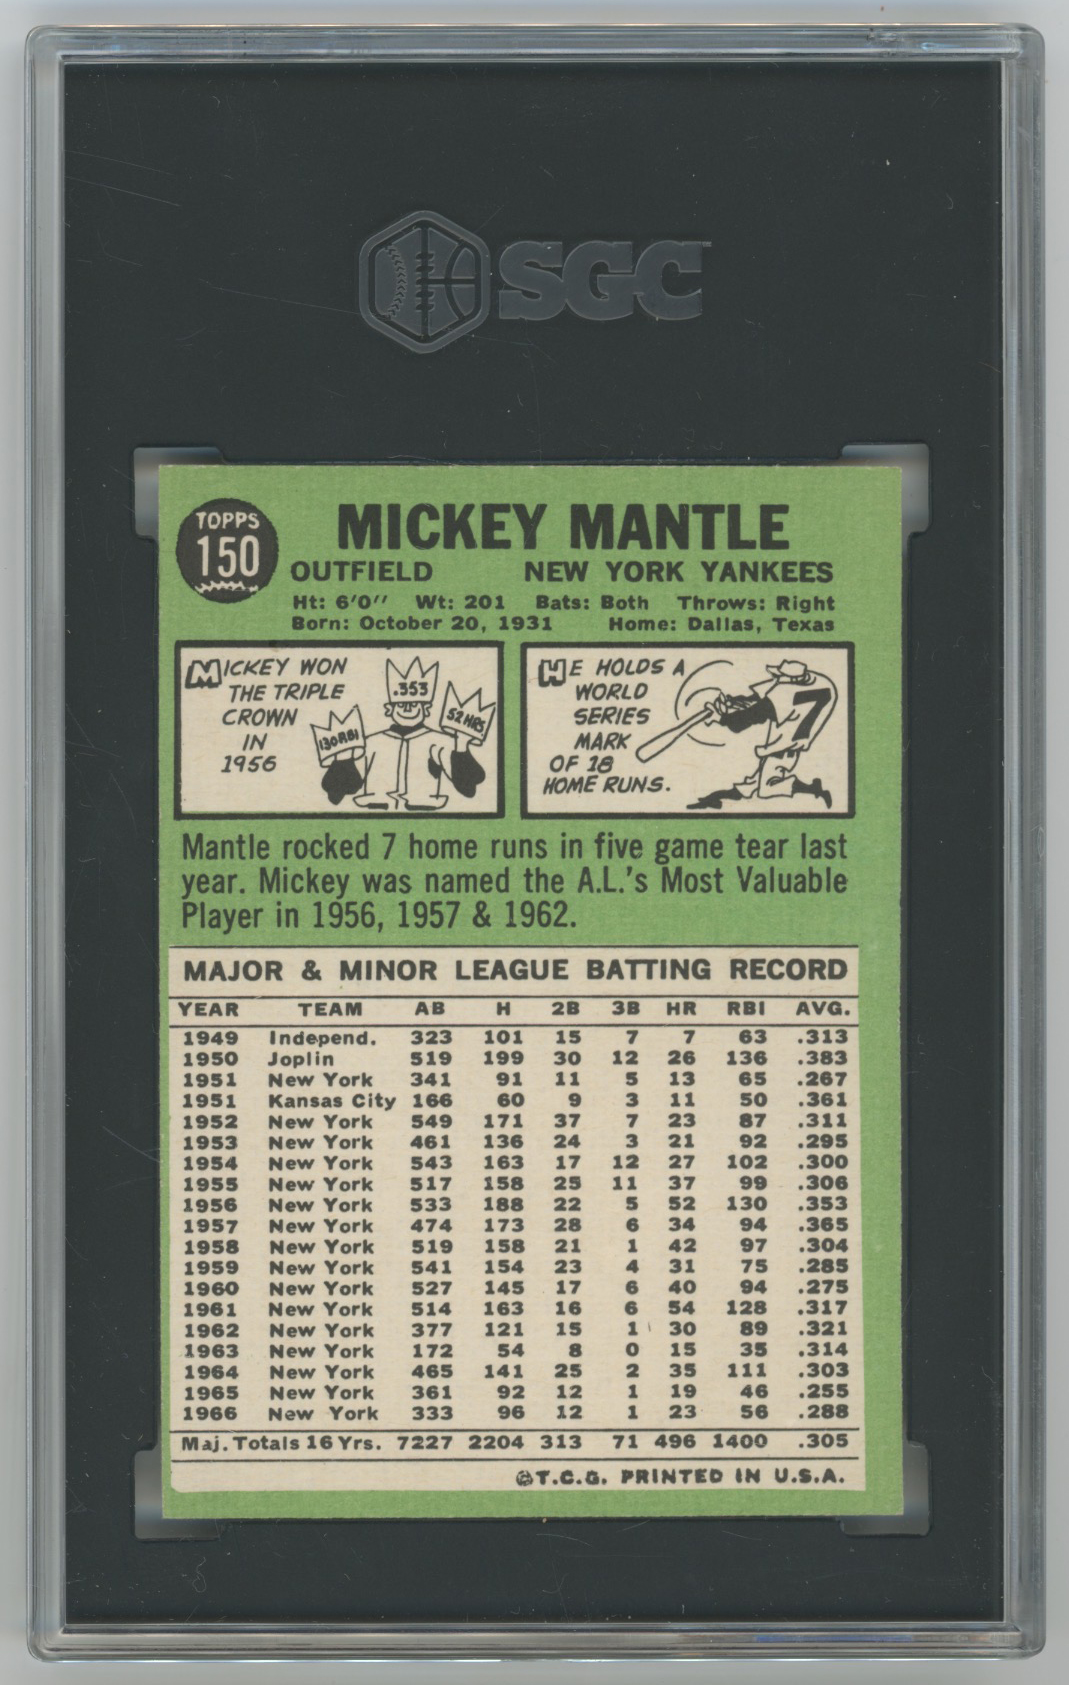 SGC
TOPPS
150
MICKEY MANTLE
OUTFIELD NEW YORK YANKEES
Ht: 6'0" Wt: 201 Bats: Both Throws: Right
Born: October 20, 1931 Home: Dallas, Texas
MICKEY WON
THE TRIPLE
CROWN
IN
1956
.353
130 RBI
52 HRS
HE HOLDS A
WORLD
SERIES
MARK
OF 18
HOME RUNS.
7
Mantle rocked 7 home runs in five game tear last
year. Mickey was named the A.L.'s Most Valuable
Player in 1956, 1957 & 1962.
MAJOR & MINOR LEAGUE BATTING RECORD
YEAR TEAM AB H 2B 3B HR RBI AVG.
1949 Independ. 323 101 15 7 7 63 .313
1950 Joplin 519 199 30 12 26 136 .383
1951 New York 341 91 11 5 13 65 .267
1951 Kansas City 166 60 9 3 11 50 .361
1952 New York 549 171 37 7 23 87 .311
1953 New York 461 136 24 3 21 92 .295
1954 New York 543 163 17 12 27 102 .300
1955 New York 517 158 25 11 37 99 .306
1956 New York 533 188 22 5 52 130 .353
1957 New York 474 173 28 6 34 94 .365
1958 New York 519 158 21 1 42 97 .304
1959 New York 541 154 23 4 31 75 .285
1960 New York 527 145 17 6 40 94 .275
1961 New York 514 163 16 6 54 128 .317
1962 New York 377 121 15 1 30 89 .321
1963 New York 172 54 8 0 15 35 .314
1964 New York 465 141 25 2 35 111 .303
1965 New York 361 92 12 1 19 46 .255
1966 New York 333 96 12 1 23 56 .288
Maj. Totals 16 Yrs. 7227 2204 313 71 496 1400 .305
©T.C.G. PRINTED IN U.S.A.